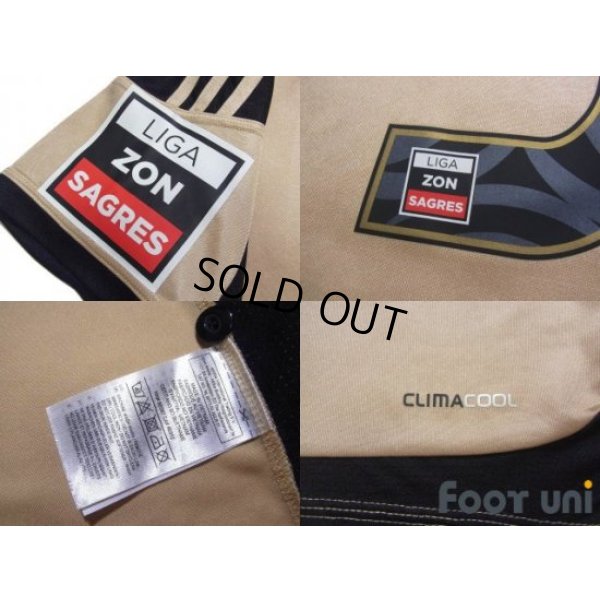 LIGA
ZON
SAGRES
LIGA
ZON
SAGRES
SOLD OUT
CLIMACOOL
FOOT UNI